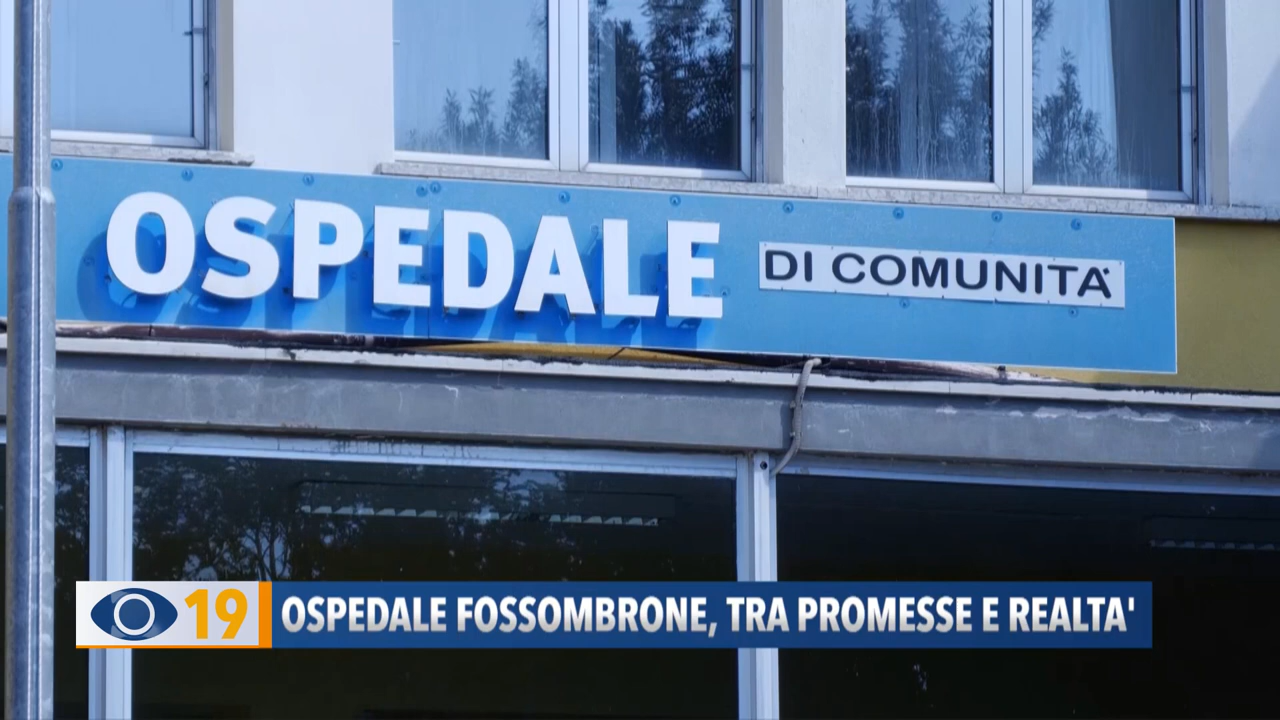 OSPEDALE DI COMUNITÀ
19 OSPEDALE FOSSOMBRONE, TRA PROMESSE E REALTA'